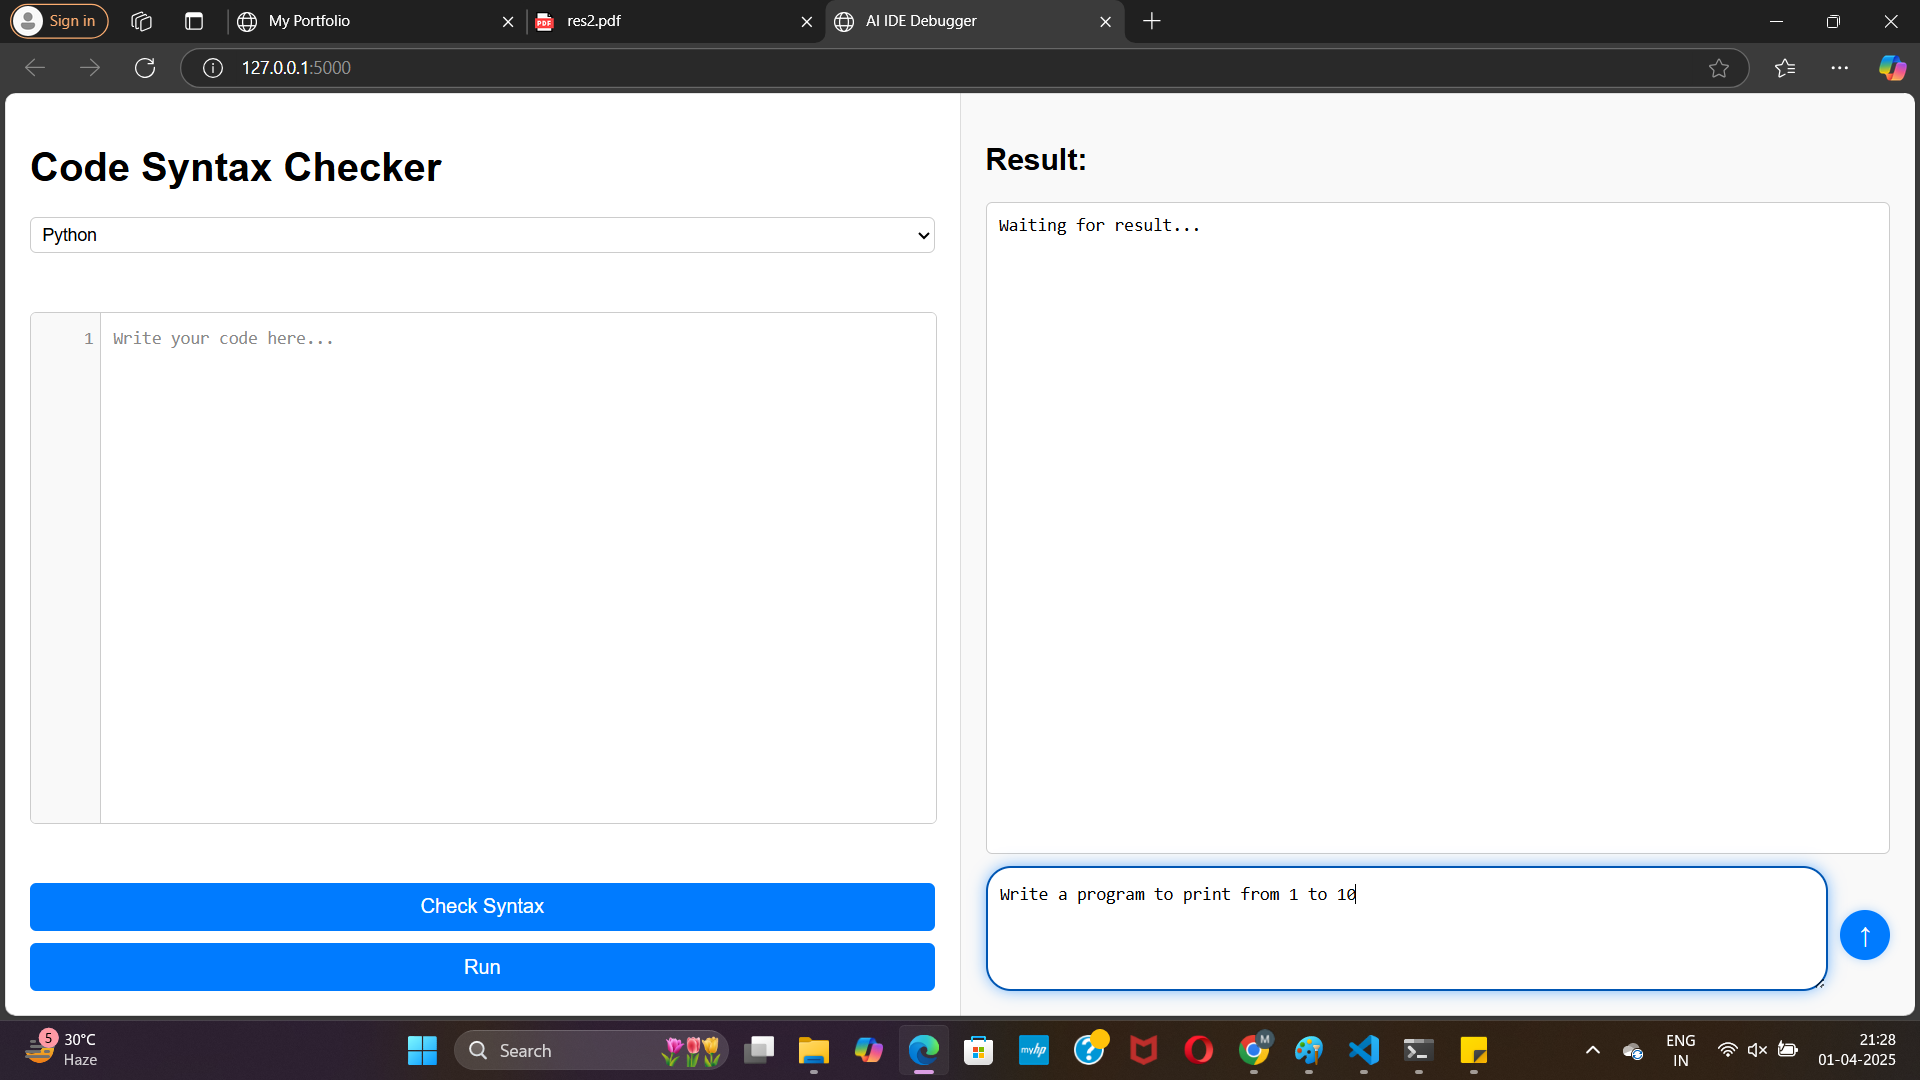 Sign in
My Portfolio
PDF
res2.pdf
AI IDE Debugger
127.0.0.1:5000
Code Syntax Checker
Python
1
Write your code here...
Check Syntax
Run
Result:
Waiting for result...
Write a program to print from 1 to 10
↑
5
30°C
Haze
Search
myhp
M
ENG
IN
21:28
01-04-2025